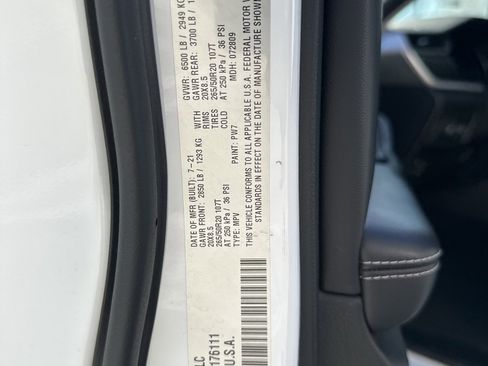 LC
DATE OF MFR (BUILT): 7-21 GVWR: 6500 LB / 2949 KG
GAWR FRONT: 2850 LB / 1293 KG WITH GAWR REAR: 3700 LB / 1
20X8.5 RIMS 20X8.5
265/50R20 107T TIRES 265/50R20 107T
AT 250 kPa / 36 PSI COLD AT 250 kPa / 36 PSI
TYPE: MPV PAINT: PW7 MDH: 072809
THIS VEHICLE CONFORMS TO ALL APPLICABLE U.S.A. FEDERAL MOTOR V
STANDARDS IN EFFECT ON THE DATE OF MANUFACTURE SHOWN
176111
U.S.A.